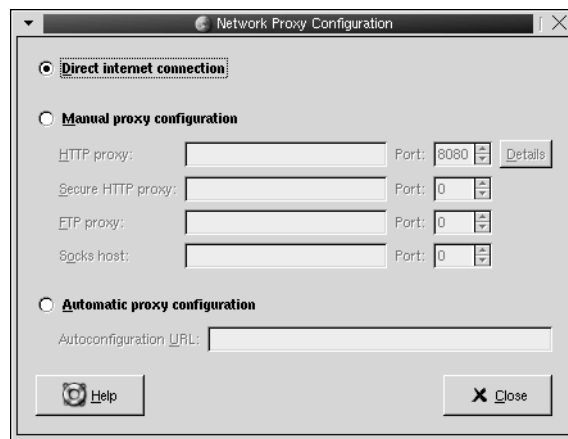 Network Proxy Configuration
Direct internet connection
Manual proxy configuration
HTTP proxy: Port: 8080 Details
Secure HTTP proxy: Port: 0
FTP proxy: Port: 0
Socks host: Port: 0
Automatic proxy configuration
Autoconfiguration URL:
Help Close